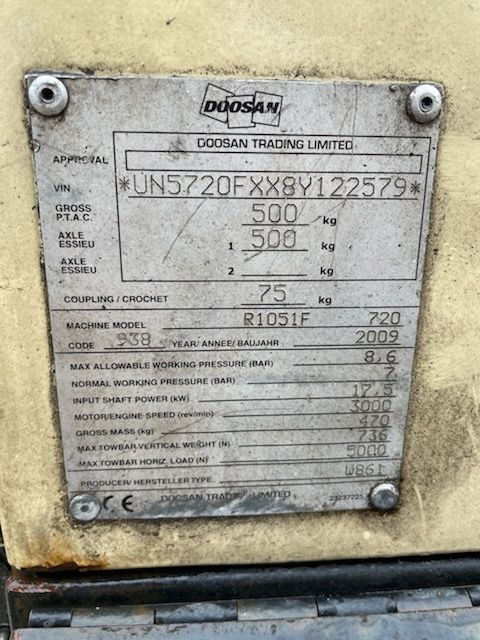 DOOSAN
DOOSAN TRADING LIMITED
APPROVAL
VIN *UN5720FXX8Y122579*
GROSS P.T.A.C. 500 kg
AXLE ESSIEU 1 500 kg
AXLE ESSIEU 2 kg
COUPLING / CROCHET 75 kg
MACHINE MODEL R1051F 720
CODE 938 YEAR/ ANNEE/ BAUJAHR 2009
MAX ALLOWABLE WORKING PRESSURE (BAR) 8,6
NORMAL WORKING PRESSURE (BAR) 7
INPUT SHAFT POWER (kW) 17,5
MOTOR/ENGINE SPEED (rev/mip) 3000
GROSS MASS (kg) 470
MAX TOWBAR VERTICAL WEIGHT (N) 736
MAX TOWBAR HORIZ. LOAD (N) 5000
PRODUCER/ HERSTELLER TYPE W861
CE DOOSAN TRADING LIMITED